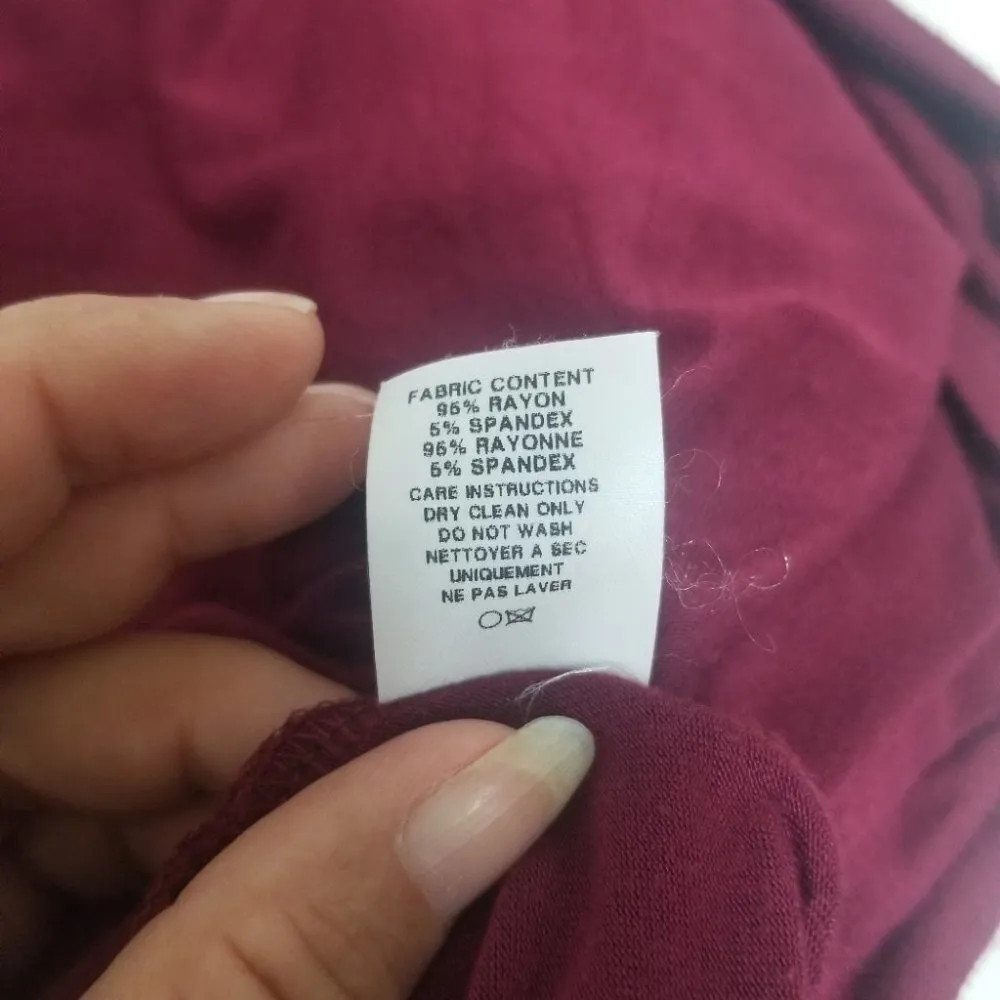 FABRIC CONTENT
95% RAYON
5% SPANDEX
95% RAYONNE
5% SPANDEX
CARE INSTRUCTIONS
DRY CLEAN ONLY
DO NOT WASH
NETTOYER A SEC
UNIQUEMENT
NE PAS LAVER